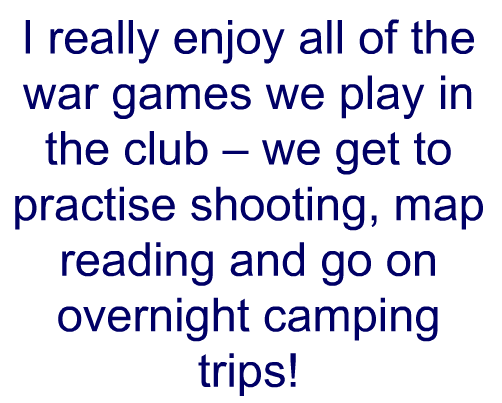 I really enjoy all of the
war games we play in
the club – we get to
practise shooting, map
reading and go on
overnight camping
trips!